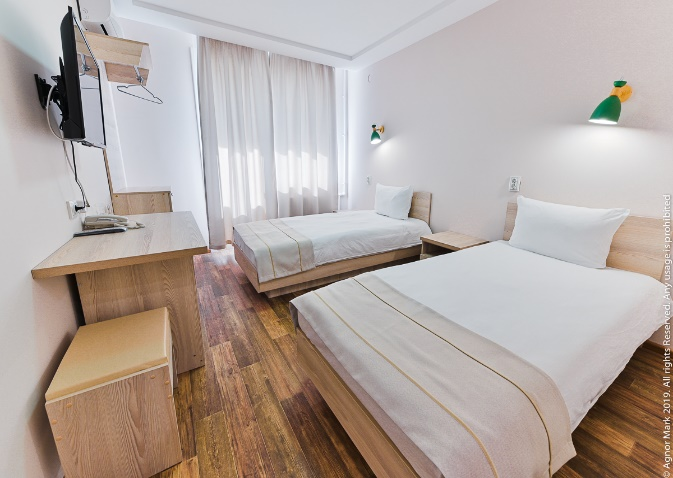 © Agnor Mark 2019. All rights Reserved. Any usage is prohibited.